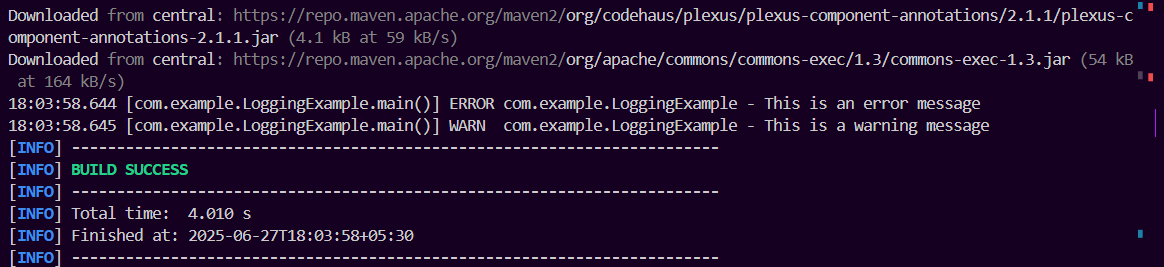 Downloaded from central: https://repo.maven.apache.org/maven2/org/codehaus/plexus/plexus-component-annotations/2.1.1/plexus-c
omponent-annotations-2.1.1.jar (4.1 kB at 59 kB/s)
Downloaded from central: https://repo.maven.apache.org/maven2/org/apache/commons/commons-exec/1.3/commons-exec-1.3.jar (54 kB
 at 164 kB/s)
18:03:58.644 [com.example.LoggingExample.main()] ERROR com.example.LoggingExample - This is an error message
18:03:58.645 [com.example.LoggingExample.main()] WARN  com.example.LoggingExample - This is a warning message
[INFO] ------------------------------------------------------------------------
[INFO] BUILD SUCCESS
[INFO] ------------------------------------------------------------------------
[INFO] Total time:  4.010 s
[INFO] Finished at: 2025-06-27T18:03:58+05:30
[INFO] ------------------------------------------------------------------------